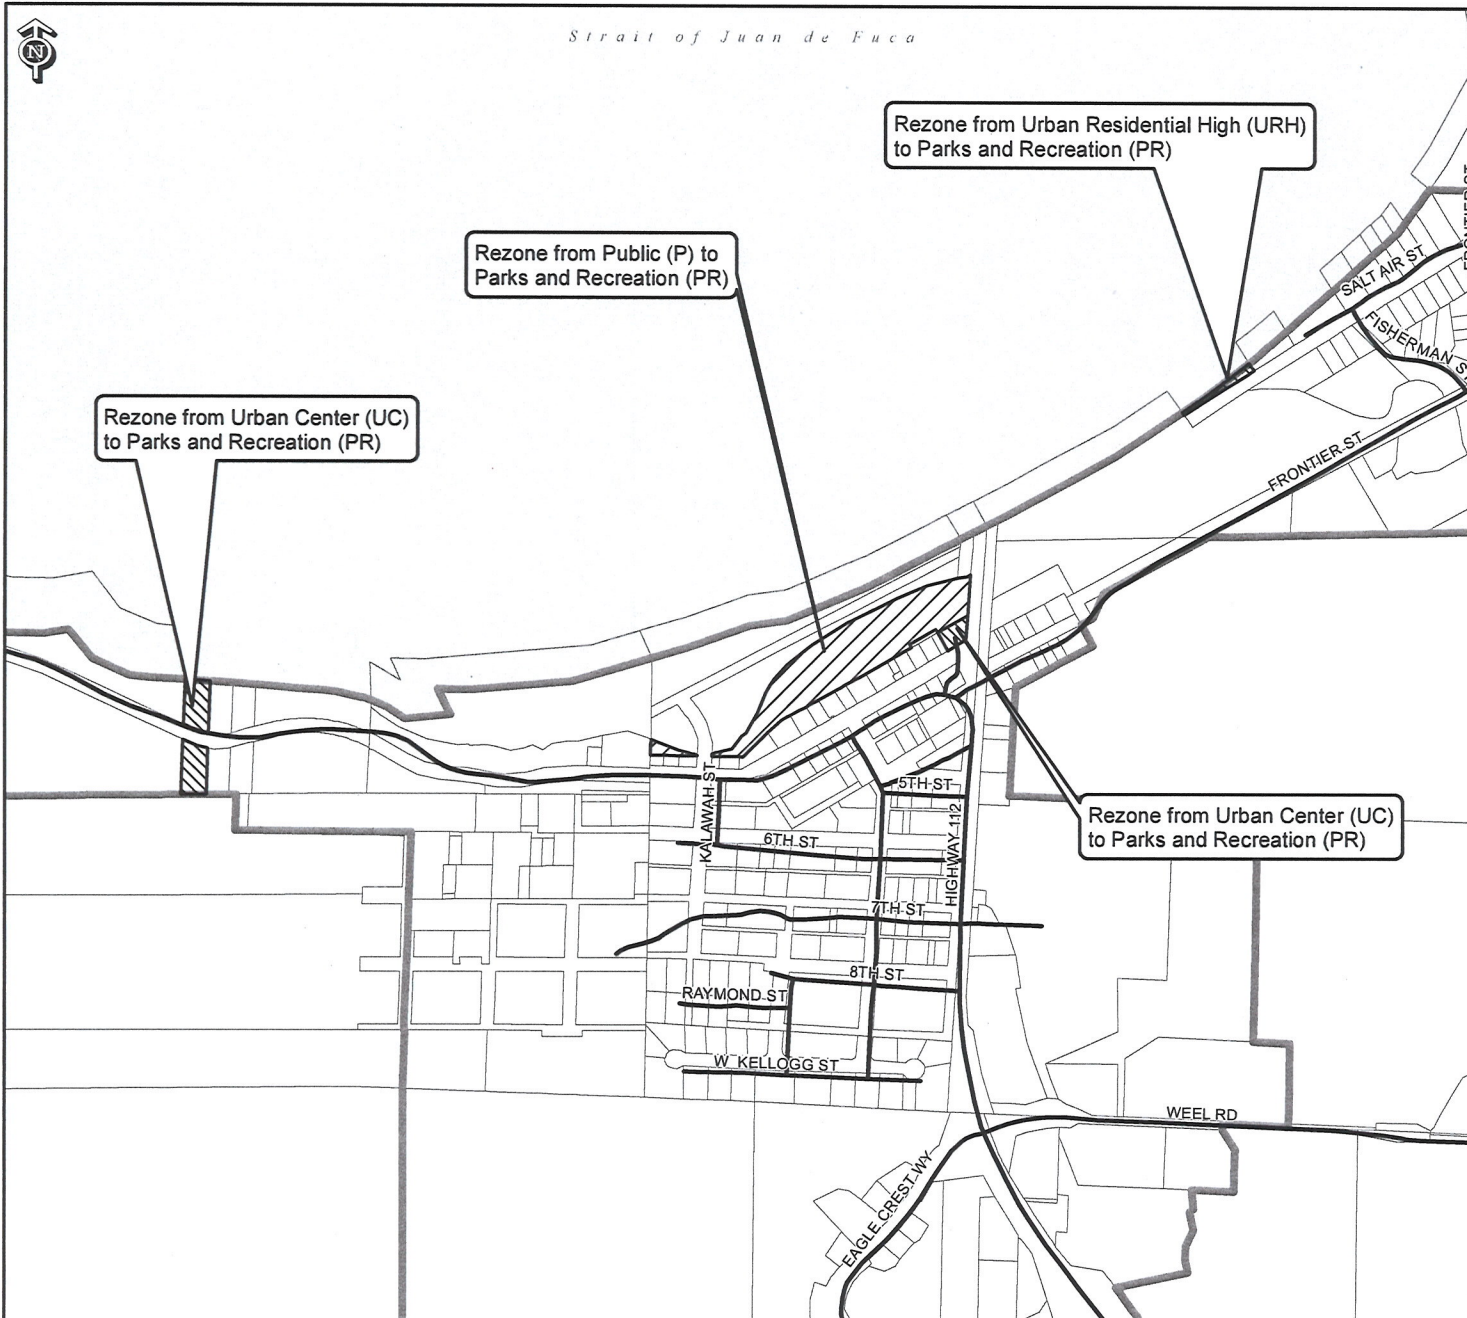 N
Strait of Juan de Fuca
Rezone from Urban Residential High (URH)
to Parks and Recreation (PR)
Rezone from Public (P) to
Parks and Recreation (PR)
Rezone from Urban Center (UC)
to Parks and Recreation (PR)
FRONTIER ST
SALT AIR ST
FISHERMAN ST
FRONTIER ST
Rezone from Urban Center (UC)
to Parks and Recreation (PR)
KALAWAH ST
5TH ST
HIGHWAY 112
6TH ST
7TH ST
8TH ST
RAYMOND ST
W KELLOGG ST
WEEL RD
EAGLE CREST WY